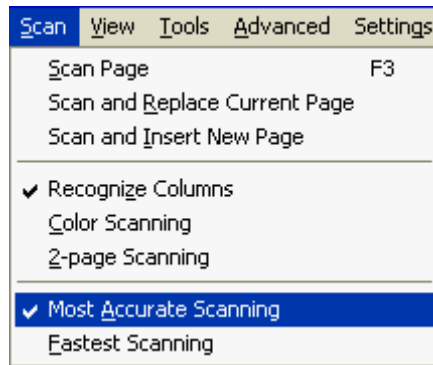 Scan View Tools Advanced Settings
Scan Page F3
Scan and Replace Current Page
Scan and Insert New Page
Recognize Columns
Color Scanning
2-page Scanning
Most Accurate Scanning
Fastest Scanning